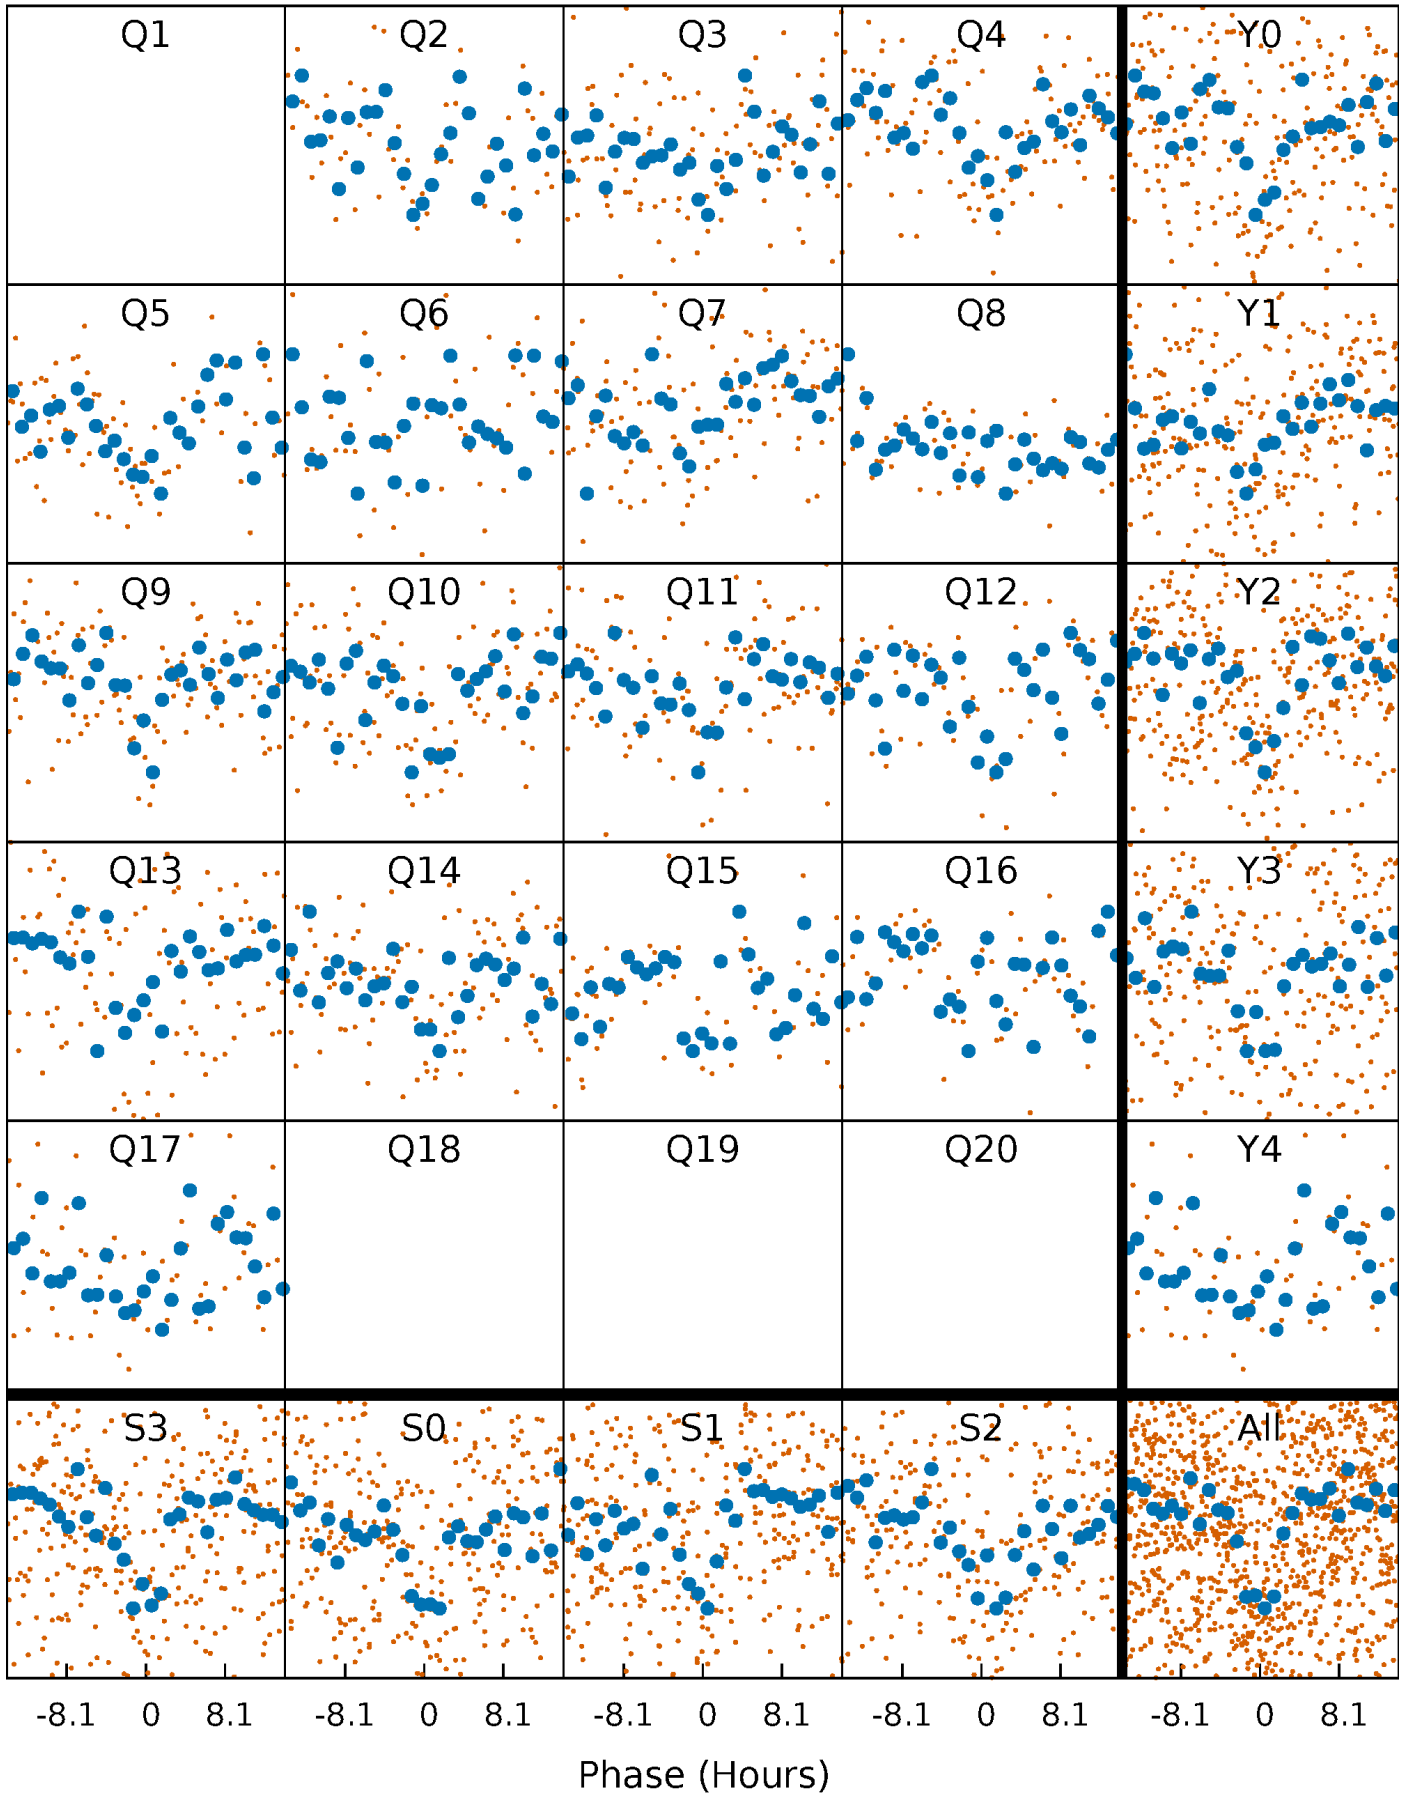 Q1 Q2 Q3 Q4 Y0
Q5 Q6 Q7 Q8 Y1
Q9 Q10 Q11 Q12 Y2
Q13 Q14 Q15 Q16 Y3
Q17 Q18 Q19 Q20 Y4
S3 S0 S1 S2 All
-8.1 0 8.1 -8.1 0 8.1 -8.1 0 8.1 -8.1 0 8.1 -8.1 0 8.1
Phase (Hours)